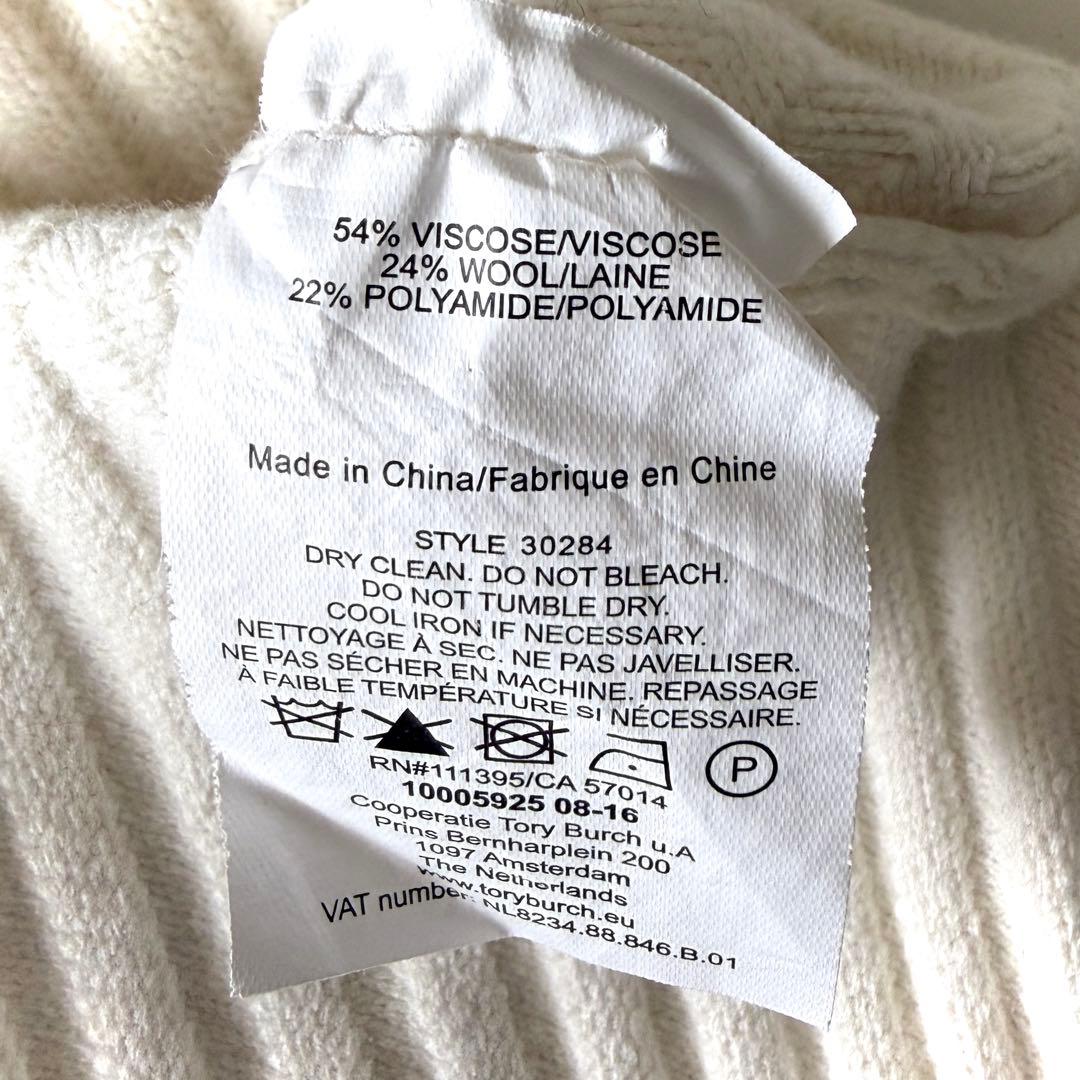 54% VISCOSE/VISCOSE
24% WOOL/LAINE
22% POLYAMIDE/POLYAMIDE
Made in China/Fabrique en Chine
STYLE 30284
DRY CLEAN. DO NOT BLEACH.
DO NOT TUMBLE DRY.
COOL IRON IF NECESSARY.
NETTOYAGE À SEC. NE PAS JAVELLISER.
NE PAS SÉCHER EN MACHINE. REPASSAGE
À FAIBLE TEMPÉRATURE SI NÉCESSAIRE.
P
RN#111395/CA 57014
10005925 08-16
Cooperatie Tory Burch u.A
Prins Bernharplein 200
1097 Amsterdam
The Netherlands
www.toryburch.eu
VAT number: NL8234.88.846.B.01